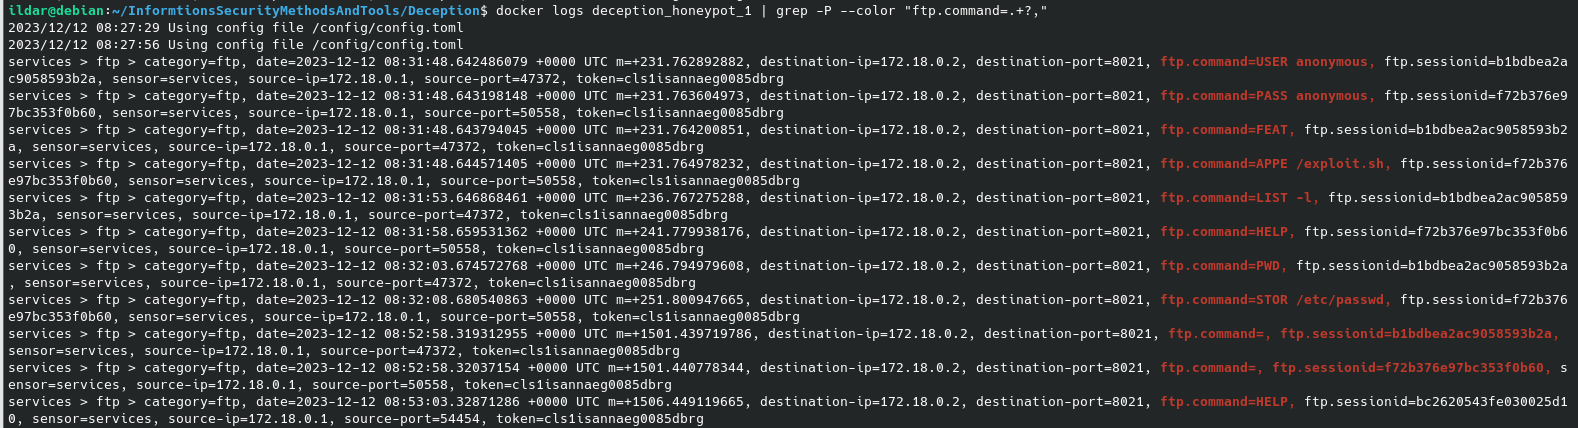 ildar@debian:~/InformtionsSecurityMethodsAndTools/Deception$ docker logs deception_honeypot_1 | grep -P --color "ftp.command=.+?,"
2023/12/12 08:27:29 Using config file /config/config.toml
2023/12/12 08:27:56 Using config file /config/config.toml
services > ftp > category=ftp, date=2023-12-12 08:31:48.642486079 +0000 UTC m=+231.762892882, destination-ip=172.18.0.2, destination-port=8021, ftp.command=USER anonymous, ftp.sessionid=b1bdbea2a
c9058593b2a, sensor=services, source-ip=172.18.0.1, source-port=47372, token=cls1isannaeg0085dbrg
services > ftp > category=ftp, date=2023-12-12 08:31:48.643198148 +0000 UTC m=+231.763604973, destination-ip=172.18.0.2, destination-port=8021, ftp.command=PASS anonymous, ftp.sessionid=f72b376e9
7bc353f0b60, sensor=services, source-ip=172.18.0.1, source-port=50558, token=cls1isannaeg0085dbrg
services > ftp > category=ftp, date=2023-12-12 08:31:48.643794045 +0000 UTC m=+231.764200851, destination-ip=172.18.0.2, destination-port=8021, ftp.command=FEAT, ftp.sessionid=b1bdbea2ac9058593b2
a, sensor=services, source-ip=172.18.0.1, source-port=47372, token=cls1isannaeg0085dbrg
services > ftp > category=ftp, date=2023-12-12 08:31:48.644571405 +0000 UTC m=+231.764978232, destination-ip=172.18.0.2, destination-port=8021, ftp.command=APPE /exploit.sh, ftp.sessionid=f72b376
e97bc353f0b60, sensor=services, source-ip=172.18.0.1, source-port=50558, token=cls1isannaeg0085dbrg
services > ftp > category=ftp, date=2023-12-12 08:31:53.646868461 +0000 UTC m=+236.767275288, destination-ip=172.18.0.2, destination-port=8021, ftp.command=LIST -l, ftp.sessionid=b1bdbea2ac905859
3b2a, sensor=services, source-ip=172.18.0.1, source-port=47372, token=cls1isannaeg0085dbrg
services > ftp > category=ftp, date=2023-12-12 08:31:58.659531362 +0000 UTC m=+241.779938176, destination-ip=172.18.0.2, destination-port=8021, ftp.command=HELP, ftp.sessionid=f72b376e97bc353f0b6
0, sensor=services, source-ip=172.18.0.1, source-port=50558, token=cls1isannaeg0085dbrg
services > ftp > category=ftp, date=2023-12-12 08:32:03.674572768 +0000 UTC m=+246.794979608, destination-ip=172.18.0.2, destination-port=8021, ftp.command=PWD, ftp.sessionid=b1bdbea2ac9058593b2a
, sensor=services, source-ip=172.18.0.1, source-port=47372, token=cls1isannaeg0085dbrg
services > ftp > category=ftp, date=2023-12-12 08:32:08.680540863 +0000 UTC m=+251.800947665, destination-ip=172.18.0.2, destination-port=8021, ftp.command=STOR /etc/passwd, ftp.sessionid=f72b376
e97bc353f0b60, sensor=services, source-ip=172.18.0.1, source-port=50558, token=cls1isannaeg0085dbrg
services > ftp > category=ftp, date=2023-12-12 08:52:58.319312955 +0000 UTC m=+1501.439719786, destination-ip=172.18.0.2, destination-port=8021, ftp.command=, ftp.sessionid=b1bdbea2ac9058593b2a,
sensor=services, source-ip=172.18.0.1, source-port=47372, token=cls1isannaeg0085dbrg
services > ftp > category=ftp, date=2023-12-12 08:52:58.32037154 +0000 UTC m=+1501.440778344, destination-ip=172.18.0.2, destination-port=8021, ftp.command=, ftp.sessionid=f72b376e97bc353f0b60, s
ensor=services, source-ip=172.18.0.1, source-port=50558, token=cls1isannaeg0085dbrg
services > ftp > category=ftp, date=2023-12-12 08:53:03.32871286 +0000 UTC m=+1506.449119665, destination-ip=172.18.0.2, destination-port=8021, ftp.command=HELP, ftp.sessionid=bc2620543fe030025d1
0, sensor=services, source-ip=172.18.0.1, source-port=54454, token=cls1isannaeg0085dbrg